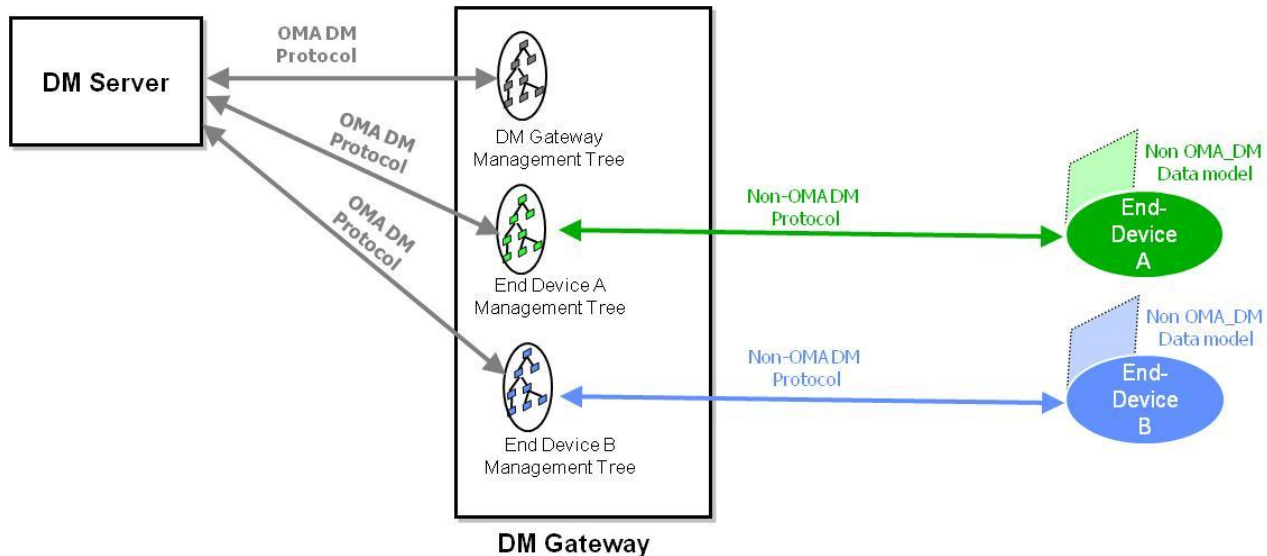 DM Server
OMA DM
Protocol
OMA DM
Protocol
OMA DM
Protocol
DM Gateway
Management Tree
End Device A
Management Tree
End Device B
Management Tree
DM Gateway
Non-OMA DM
Protocol
Non-OMA DM
Protocol
Non OMA_DM
Data model
End-
Device
A
Non OMA_DM
Data model
End-
Device
B